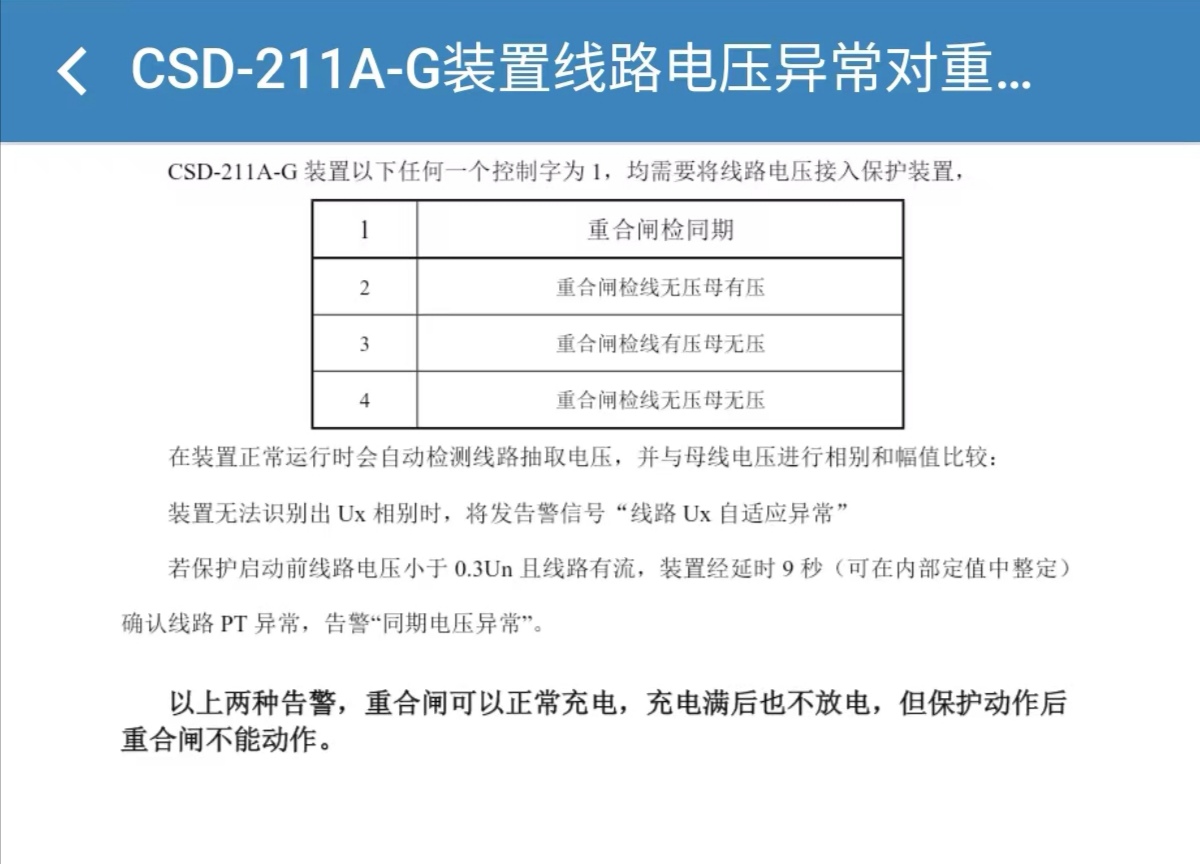 CSD-211A-G装置线路电压异常对重...
CSD-211A-G 装置以下任何一个控制字为 1，均需要将线路电压接入保护装置，
1 重合闸检同期
2 重合闸检线无压母有压
3 重合闸检线有压母无压
4 重合闸检线无压母无压
在装置正常运行时会自动检测线路抽取电压，并与母线电压进行相别和幅值比较：
装置无法识别出 Ux 相别时，将发告警信号“线路 Ux 自适应异常”
若保护启动前线路电压小于 0.3Un 且线路有流，装置经延时 9 秒（可在内部定值中整定）
确认线路 PT 异常，告警“同期电压异常”。
以上两种告警，重合闸可以正常充电，充电满后也不放电，但保护动作后
重合闸不能动作。